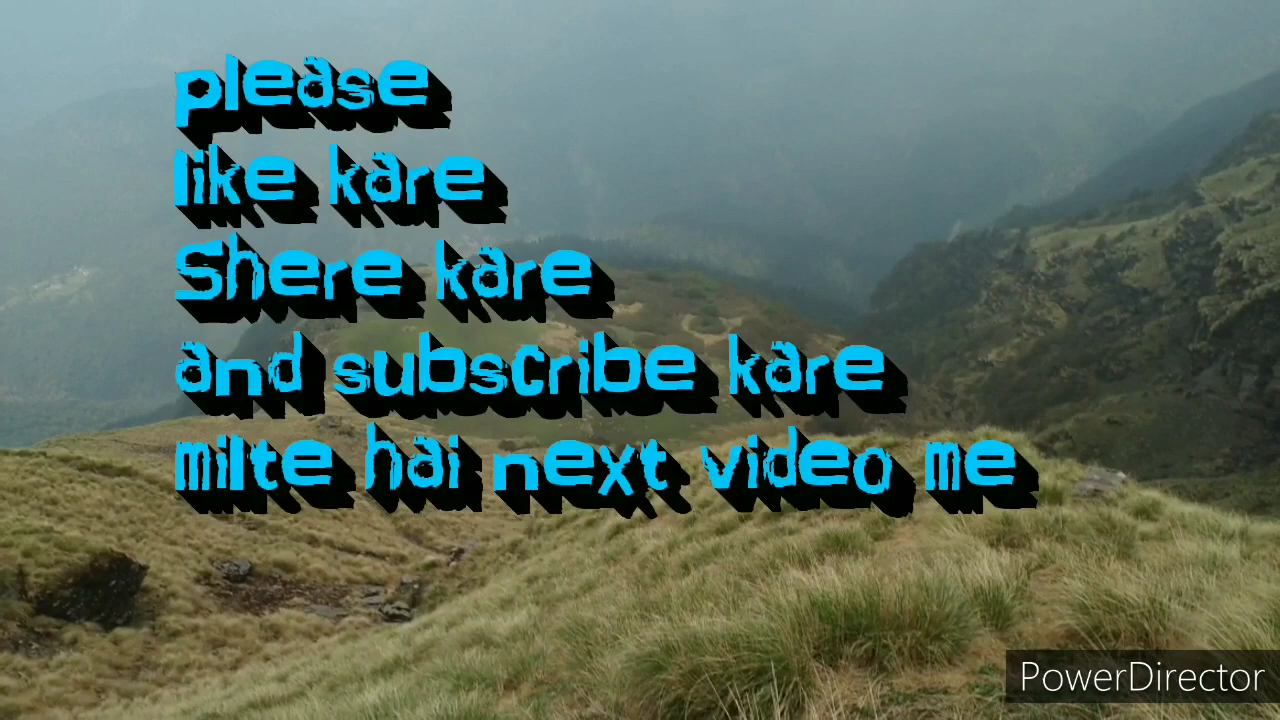 please
like kare
Shere kare
and subscribe kare
milte hai next video me
PowerDirector